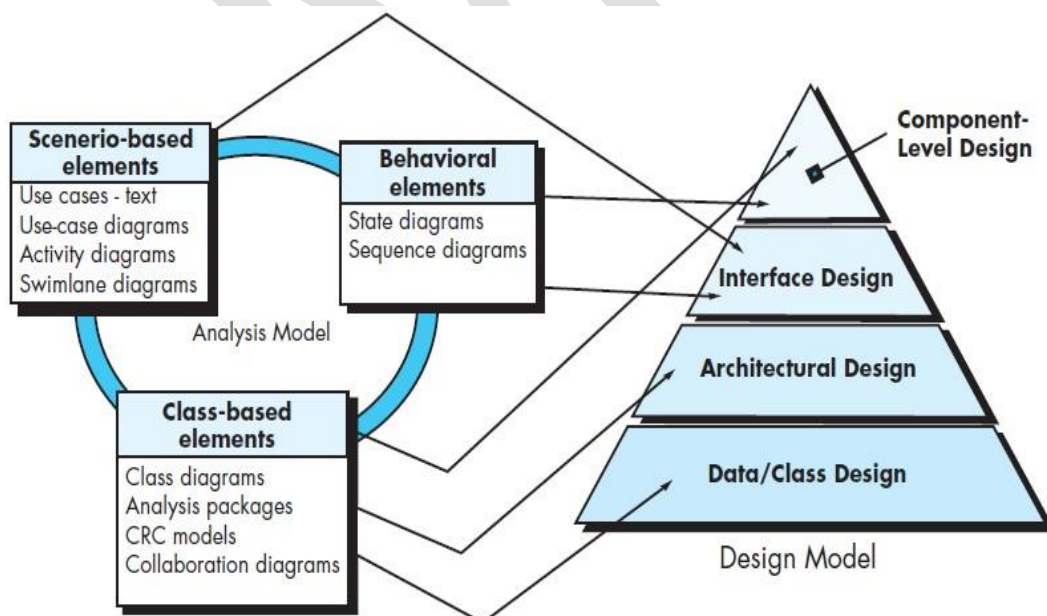 Scenerio-based
elements
Use cases - text
Use-case diagrams
Activity diagrams
Swimlane diagrams
Behavioral
elements
State diagrams
Sequence diagrams
Analysis Model
Class-based
elements
Class diagrams
Analysis packages
CRC models
Collaboration diagrams
Component-
Level Design
Interface Design
Architectural Design
Data/Class Design
Design Model